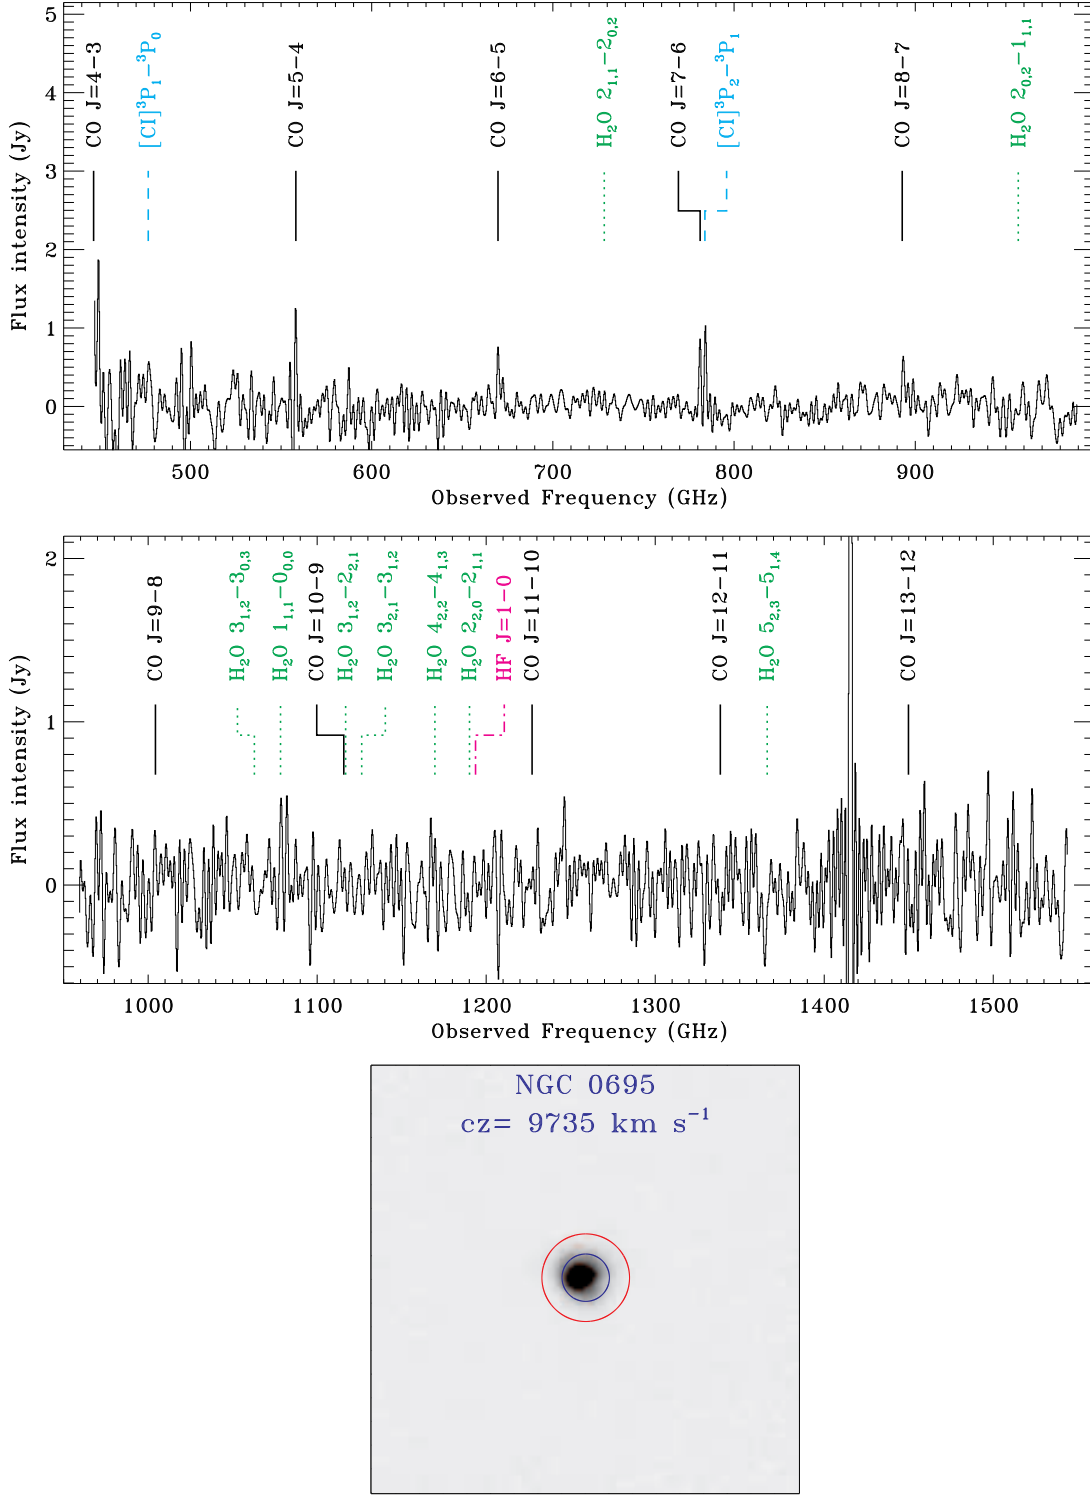 5
4
3
2
1
0
Flux intensity (Jy)
CO J=4−3
[CI]³P₁−³P₀
CO J=5−4
CO J=6−5
H₂O 2₁,₁−2₀,₂
CO J=7−6
[CI]³P₂−³P₁
CO J=8−7
H₂O 2₀,₂−1₁,₁
500 600 700 800 900
Observed Frequency (GHz)
2
1
0
Flux intensity (Jy)
CO J=9−8
H₂O 3₁,₂−3₀,₃
H₂O 1₁,₁−0₀,₀
CO J=10−9
H₂O 3₁,₂−2₂,₁
H₂O 3₂,₁−3₁,₂
H₂O 4₂,₂−4₁,₃
H₂O 2₂,₀−2₁,₁
HF J=1−0
CO J=11−10
CO J=12−11
H₂O 5₂,₃−5₁,₄
CO J=13−12
1000 1100 1200 1300 1400 1500
Observed Frequency (GHz)
NGC 0695
cz= 9735 km s⁻¹